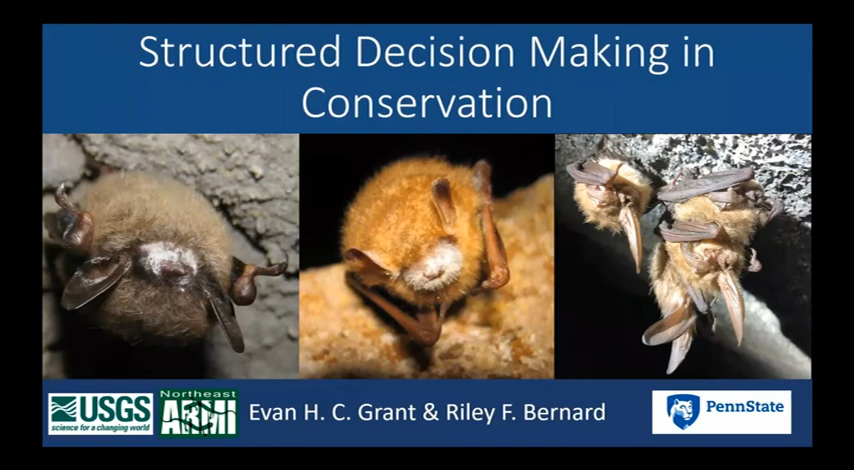 Structured Decision Making in
Conservation
USGS
science for a changing world
Northeast
ARMI
Evan H. C. Grant & Riley F. Bernard
PennState